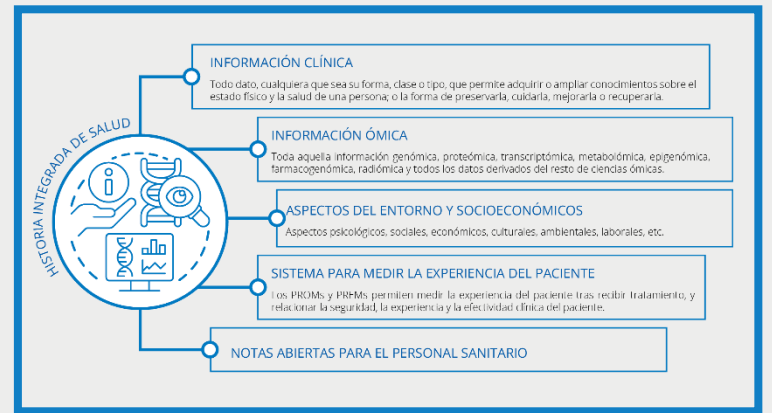 HISTORIA INTEGRADA DE SALUD
INFORMACIÓN CLÍNICA
Todo dato, cualquiera que sea su forma, clase o tipo, que permite adquirir o ampliar conocimientos sobre el
estado físico y la salud de una persona; o la forma de preservarla, cuidarla, mejorarla o recuperarla.
INFORMACIÓN ÓMICA
Toda aquella información genómica, proteómica, transcriptómica, metabolómica, epigenómica,
farmacogenómica, radiómica y todos los datos derivados del resto de ciencias ómicas.
ASPECTOS DEL ENTORNO Y SOCIOECONÓMICOS
Aspectos psicológicos, sociales, económicos, culturales, ambientales, laborales, etc.
SISTEMA PARA MEDIR LA EXPERIENCIA DEL PACIENTE
Los PROMs y PREMs permiten medir la experiencia del paciente tras recibir tratamiento, y
relacionar la seguridad, la experiencia y la efectividad clínica del paciente.
NOTAS ABIERTAS PARA EL PERSONAL SANITARIO